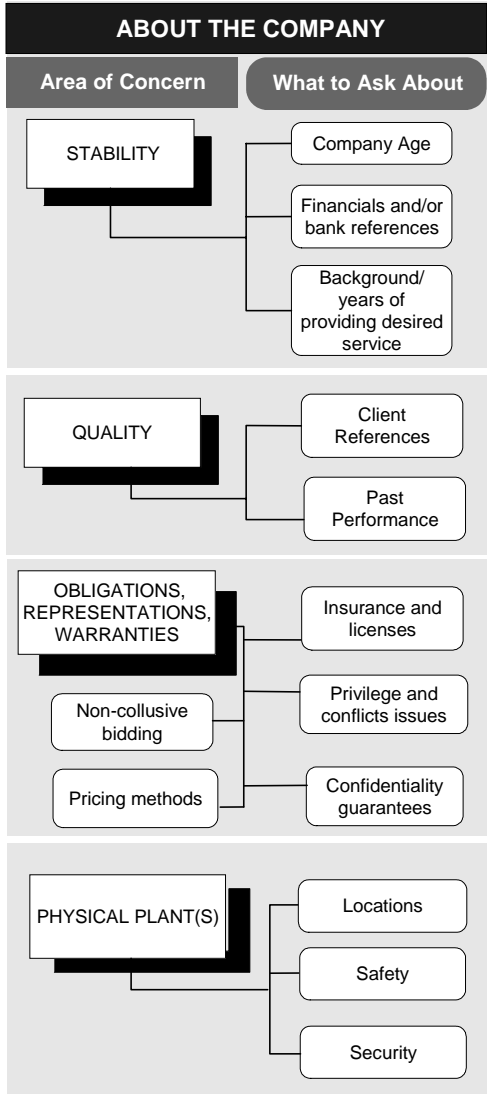 ABOUT THE COMPANY
Area of Concern
What to Ask About
STABILITY
Company Age
Financials and/or
bank references
Background/
years of
providing desired
service
QUALITY
Client
References
Past
Performance
OBLIGATIONS,
REPRESENTATIONS,
WARRANTIES
Insurance and
licenses
Non-collusive
bidding
Privilege and
conflicts issues
Pricing methods
Confidentiality
guarantees
PHYSICAL PLANT(S)
Locations
Safety
Security